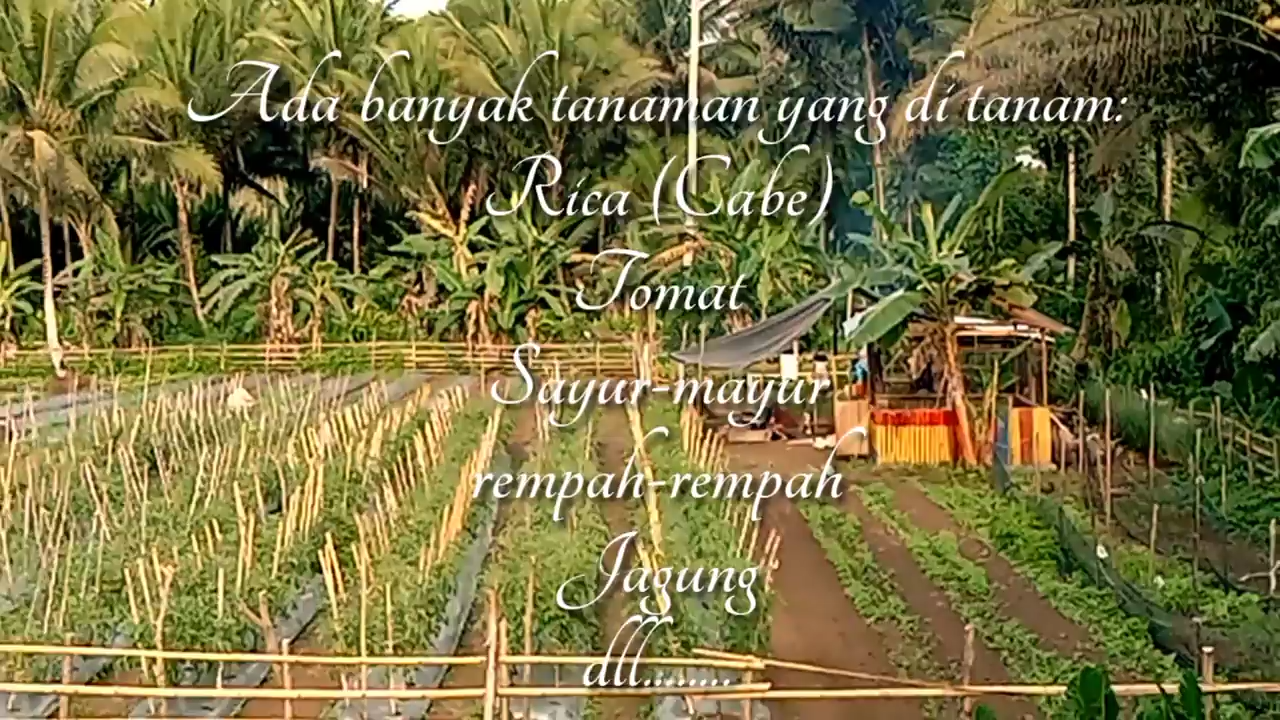 Ada banyak tanaman yang di tanam:
Rica (Cabe)
Tomat
Sayur-mayur
rempah-rempah
Jagung
dll........